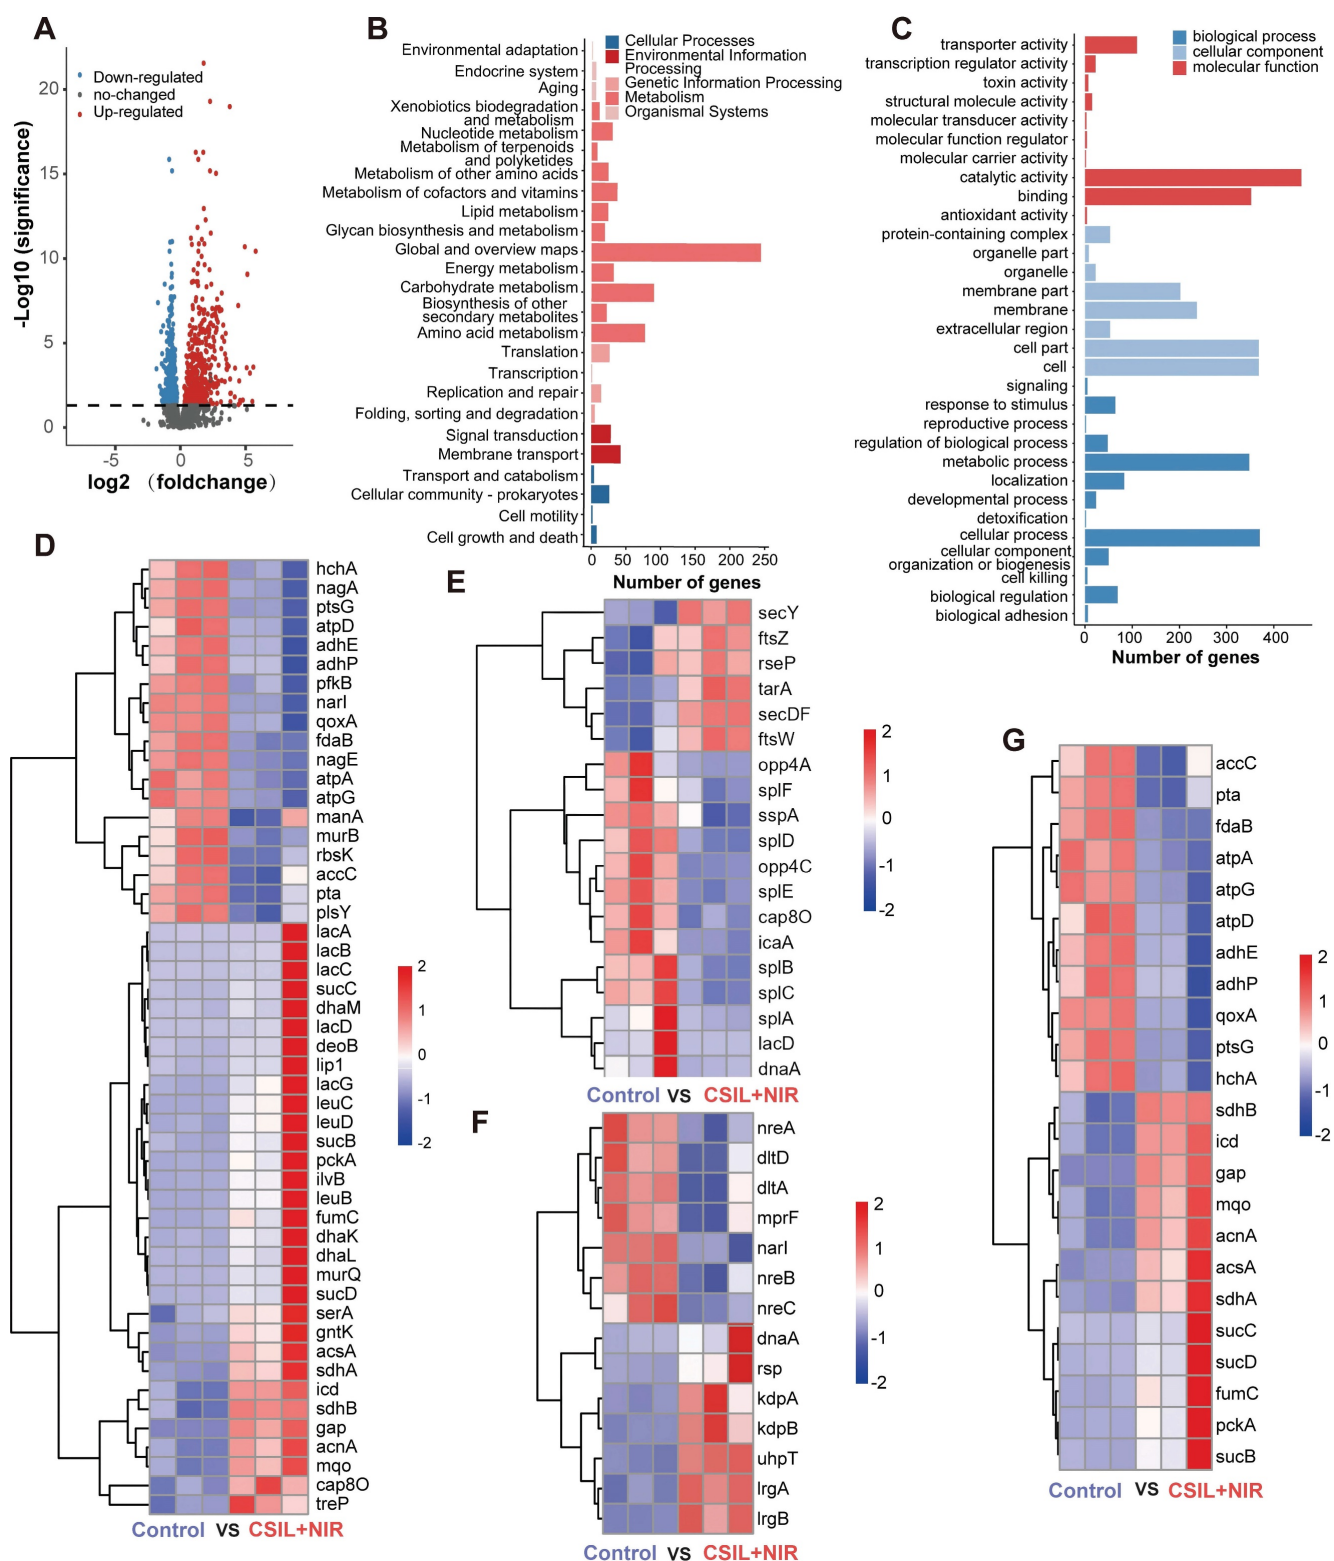 A
Down-regulated
no-changed
Up-regulated
-Log10 (significance)
20
15
10
5
0
-5
0
5
log2 （foldchange）
B
Cellular Processes
Environmental Information
Processing
Genetic Information Processing
Metabolism
Organismal Systems
Environmental adaptation
Endocrine system
Aging
Xenobiotics biodegradation
and metabolism
Nucleotide metabolism
Metabolism of terpenoids
and polyketides
Metabolism of other amino acids
Metabolism of cofactors and vitamins
Lipid metabolism
Glycan biosynthesis and metabolism
Global and overview maps
Energy metabolism
Carbohydrate metabolism
Biosynthesis of other
secondary metabolites
Amino acid metabolism
Translation
Transcription
Replication and repair
Folding, sorting and degradation
Signal transduction
Membrane transport
Transport and catabolism
Cellular community - prokaryotes
Cell motility
Cell growth and death
0 50 100 150 200 250
Number of genes
C
biological process
cellular component
molecular function
transporter activity
transcription regulator activity
toxin activity
structural molecule activity
molecular transducer activity
molecular function regulator
molecular carrier activity
catalytic activity
binding
antioxidant activity
protein-containing complex
organelle part
organelle
membrane part
membrane
extracellular region
cell part
cell
signaling
response to stimulus
reproductive process
regulation of biological process
metabolic process
localization
developmental process
detoxification
cellular process
cellular component
organization or biogenesis
cell killing
biological regulation
biological adhesion
0 100 200 300 400
Number of genes
D
hchA
nagA
ptsG
atpD
adhE
adhP
pfkB
narI
qoxA
fdaB
nagE
atpA
atpG
manA
murB
rbsK
accC
pta
plsY
lacA
lacB
lacC
sucC
dhaM
lacD
deoB
lip1
lacG
leuC
leuD
sucB
pckA
ilvB
leuB
fumC
dhaK
dhaL
murQ
sucD
serA
gntK
acsA
sdhA
icd
sdhB
gap
acnA
mqo
cap8O
treP
Control VS CSIL+NIR
2
1
0
-1
-2
E
secY
ftsZ
rseP
tarA
secDF
ftsW
opp4A
splF
sspA
splD
opp4C
splE
cap8O
icaA
splB
splC
splA
lacD
dnaA
Control VS CSIL+NIR
2
1
0
-1
-2
F
nreA
dltD
dltA
mprF
narI
nreB
nreC
dnaA
rsp
kdpA
kdpB
uhpT
lrgA
lrgB
Control VS CSIL+NIR
2
1
0
-1
-2
G
accC
pta
fdaB
atpA
atpG
atpD
adhE
adhP
qoxA
ptsG
hchA
sdhB
icd
gap
mqo
acnA
acsA
sdhA
sucC
sucD
fumC
pckA
sucB
Control VS CSIL+NIR
2
1
0
-1
-2